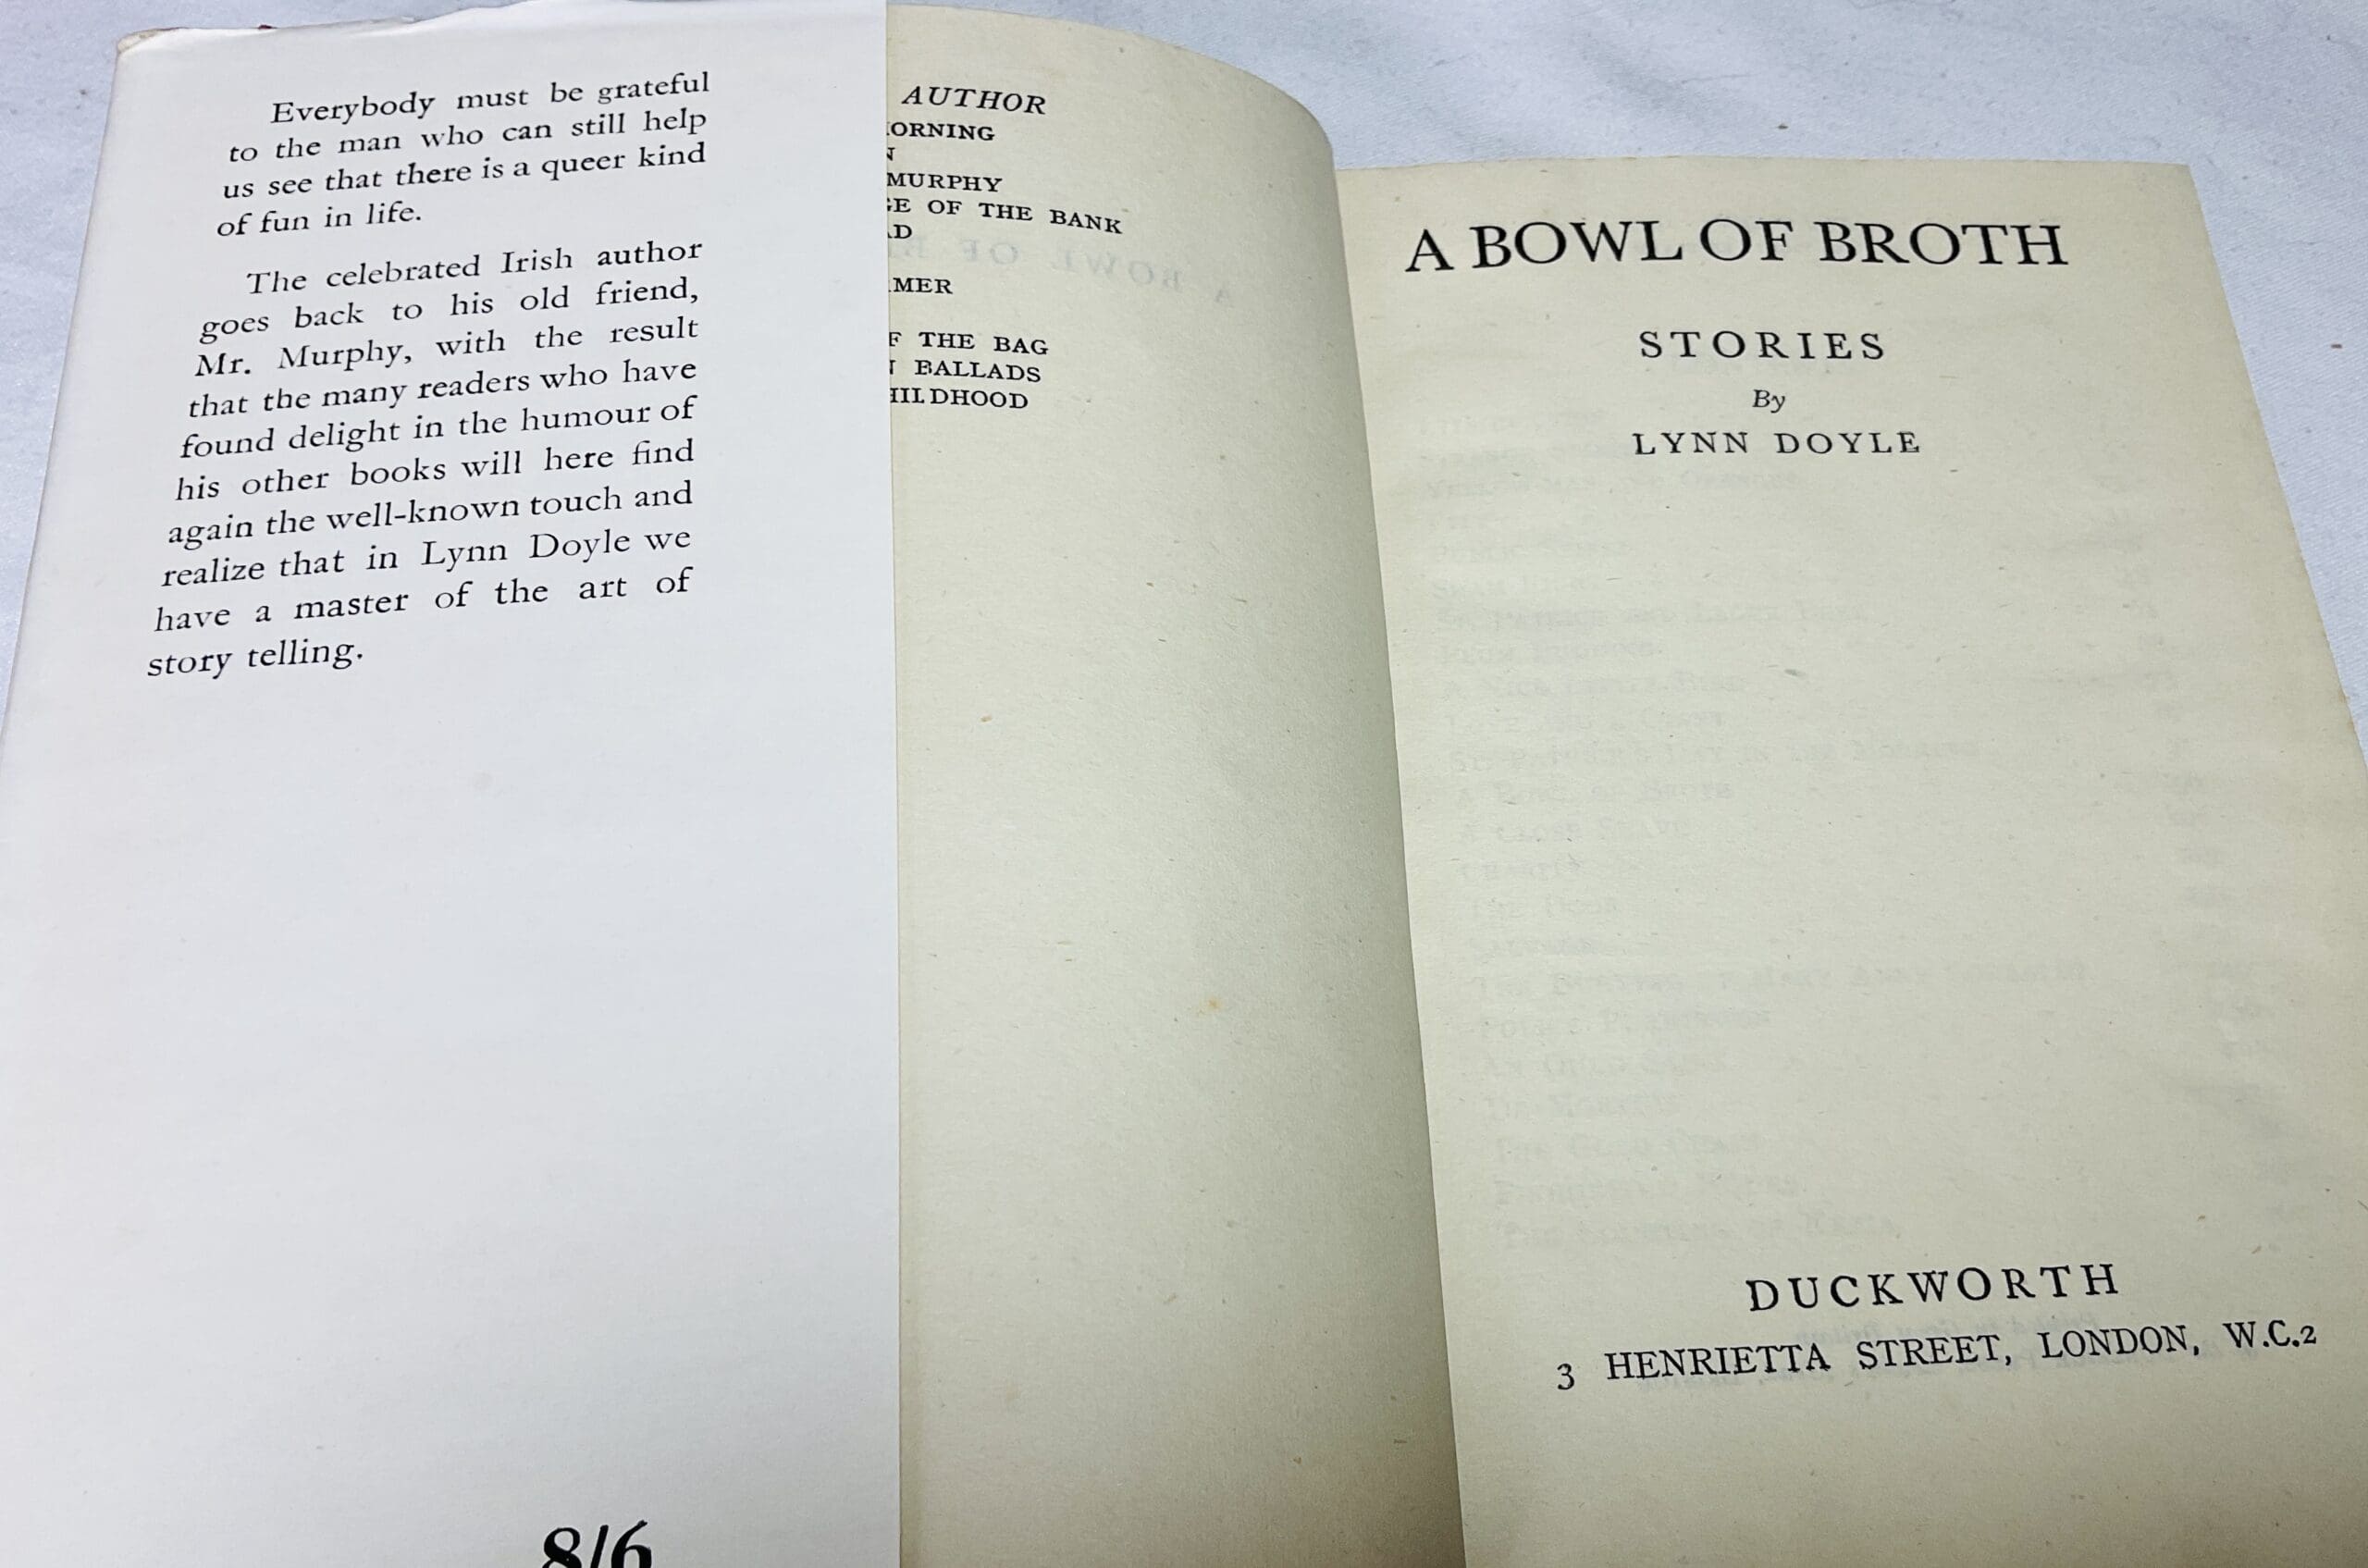 Everybody must be grateful
to the man who can still help
us see that there is a queer kind
of fun in life.
The celebrated Irish author
goes back to his old friend,
Mr. Murphy, with the result
that the many readers who have
found delight in the humour of
his other books will here find
again the well-known touch and
realize that in Lynn Doyle we
have a master of the art of
story telling.
8/6
AUTHOR
ORNING
N
MURPHY
GE OF THE BANK
AD
MER
F THE BAG
N BALLADS
HILDHOOD
A BOWL OF BROTH
STORIES
By
LYNN DOYLE
DUCKWORTH
3 HENRIETTA STREET, LONDON, W.C.2